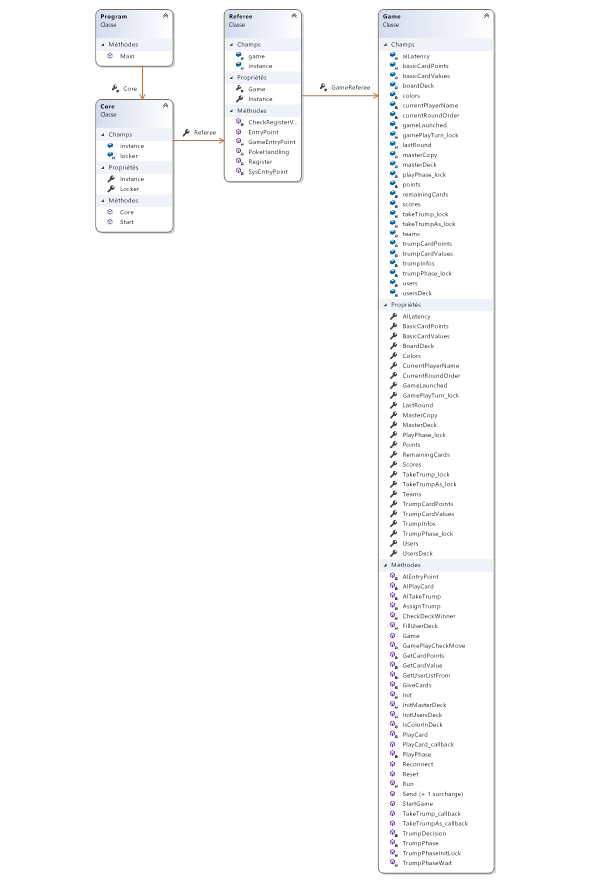 Program
Classe
Méthodes
Main
Core
Core
Classe
Champs
instance
locker
Propriétés
Instance
Locker
Méthodes
Core
Start
Referee
Referee
Classe
Champs
game
instance
Propriétés
Game
Instance
Méthodes
CheckRegisterV...
EntryPoint
GameEntryPoint
PokeHandling
Register
SysEntryPoint
GameReferee
Game
Classe
Champs
aiLatency
basicCardPoints
basicCardValues
boardDeck
colors
currentPlayerName
currentRoundOrder
gameLaunched
gamePlayTurn_lock
lastRound
masterCopy
masterDeck
playPhase_lock
points
remainingCards
scores
takeTrump_lock
takeTrumpAs_lock
teams
trumpCardPoints
trumpCardValues
trumpInfos
trumpPhase_lock
users
usersDeck
Propriétés
AILatency
BasicCardPoints
BasicCardValues
BoardDeck
Colors
CurrentPlayerName
CurrentRoundOrder
GameLaunched
GamePlayTurn_lock
LastRound
MasterCopy
MasterDeck
PlayPhase_lock
Points
RemainingCards
Scores
TakeTrump_lock
TakeTrumpAs_lock
Teams
TrumpCardPoints
TrumpCardValues
TrumpInfos
TrumpPhase_lock
Users
UsersDeck
Méthodes
AIEntryPoint
AIPlayCard
AITakeTrump
AssignTrump
CheckDeckWinner
FillUserDeck
Game
GamePlayCheckMove
GetCardPoints
GetCardValue
GetUserListFrom
GiveCards
Init
InitMasterDeck
InitUsersDeck
IsColorInDeck
PlayCard
PlayCard_callback
PlayPhase
Reconnect
Reset
Run
Send (+ 1 surcharge)
StartGame
TakeTrump_callback
TakeTrumpAs_callback
TrumpDecision
TrumpPhase
TrumpPhaseInitLock
TrumpPhaseWait